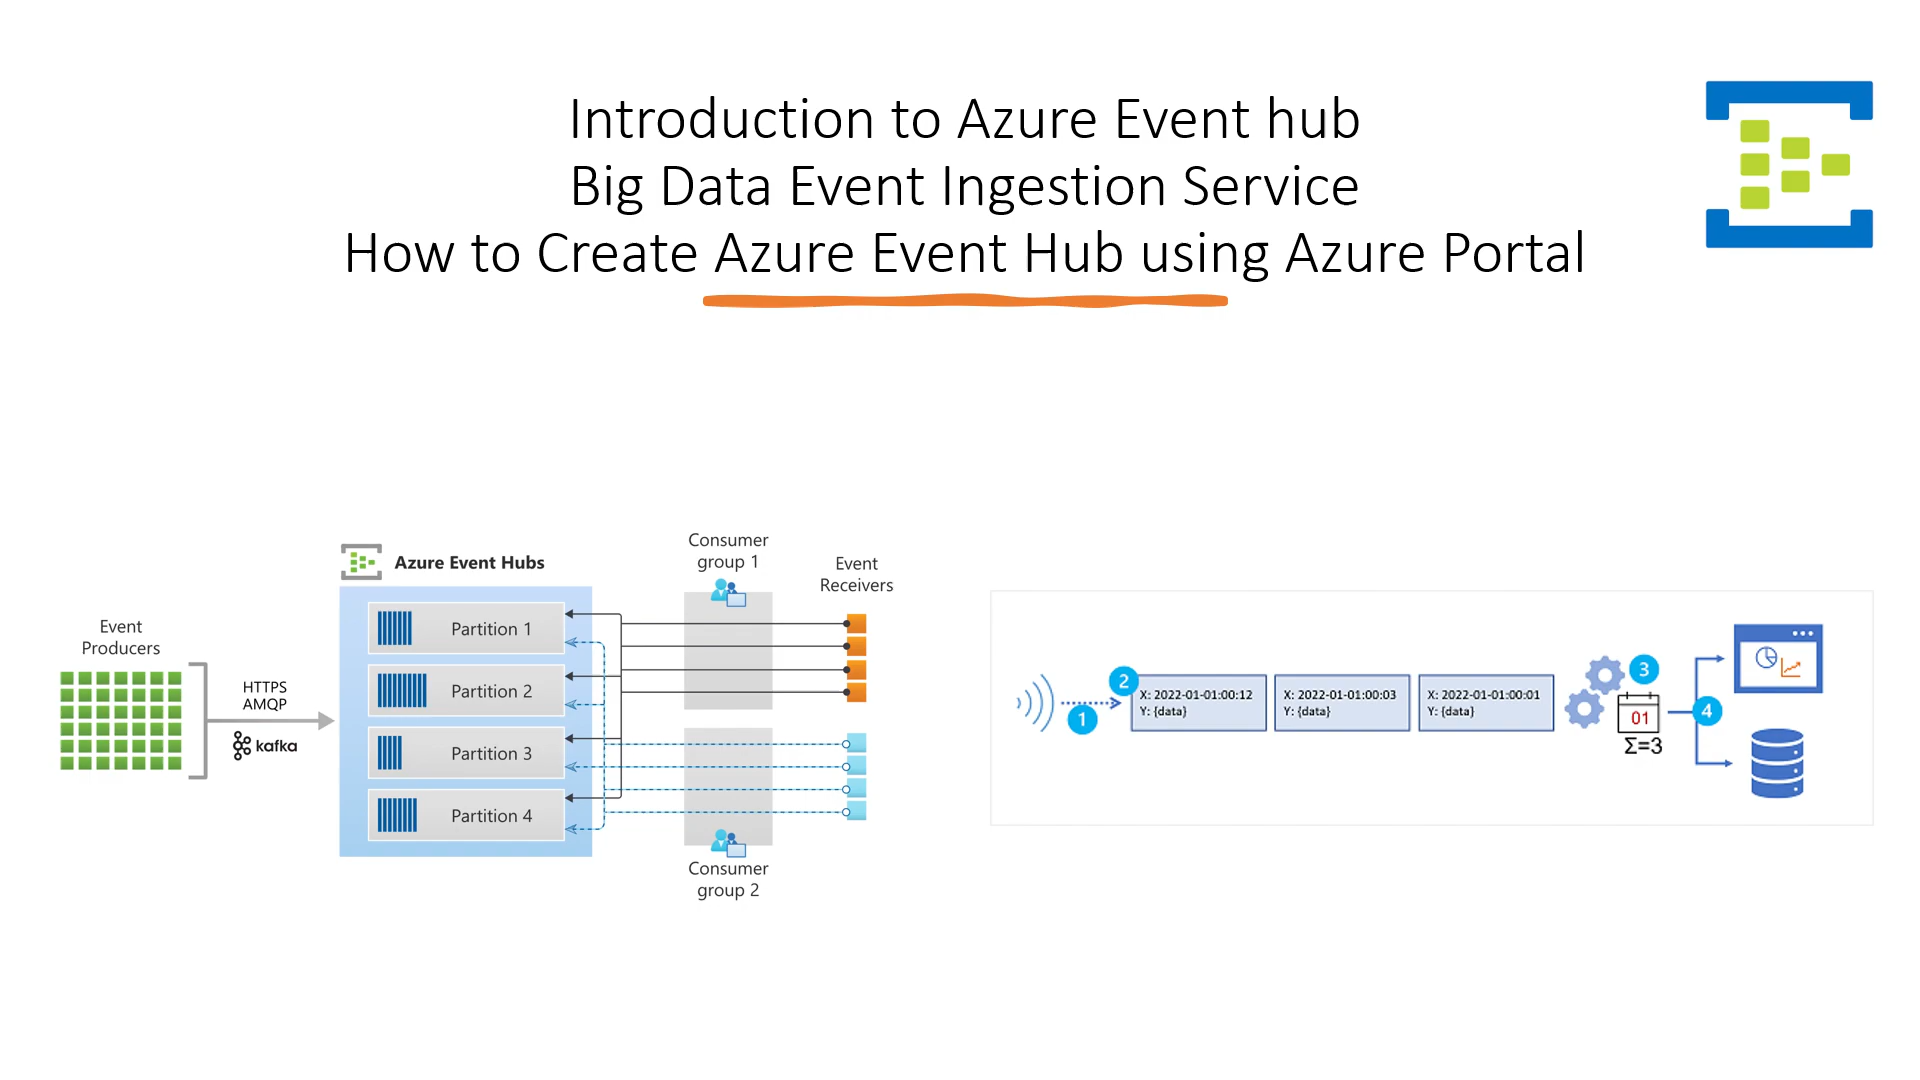 Introduction to Azure Event hub
Big Data Event Ingestion Service
How to Create Azure Event Hub using Azure Portal
Event
Producers
HTTPS
AMQP
kafka
Azure Event Hubs
Partition 1
Partition 2
Partition 3
Partition 4
Consumer
group 1
Event
Receivers
Consumer
group 2
1
2
X: 2022-01-01:00:12
Y: {data}
X: 2022-01-01:00:03
Y: {data}
X: 2022-01-01:00:01
Y: {data}
3
01
Σ=3
4